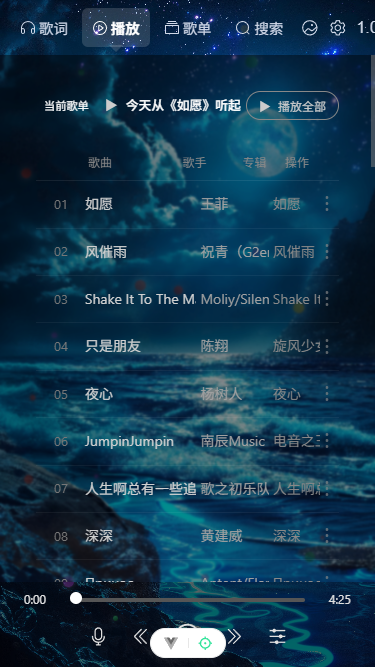 歌词 播放 歌单 搜索 1.0
当前歌单 今天从《如愿》听起 播放全部
歌曲 歌手 专辑 操作
01 如愿 王菲 如愿
02 风催雨 祝青（G2er 风催雨
03 Shake It To The M Moliy/Silen Shake It
04 只是朋友 陈翔 旋风少女
05 夜心 杨树人 夜心
06 JumpinJumpin 南辰Music 电音之王
07 人生啊总有一些追 歌之初乐队 人生啊总
08 深深 黄建威 深深
0:00 4:25